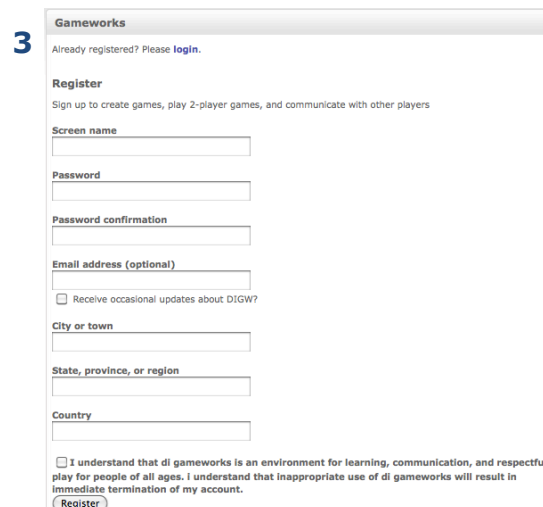 Gameworks
3
Already registered? Please login.
Register
Sign up to create games, play 2-player games, and communicate with other players
Screen name
Password
Password confirmation
Email address (optional)
Receive occasional updates about DIGW?
City or town
State, province, or region
Country
I understand that di gameworks is an environment for learning, communication, and respectfu
play for people of all ages. i understand that inappropriate use of di gameworks will result in
immediate termination of my account.
Register